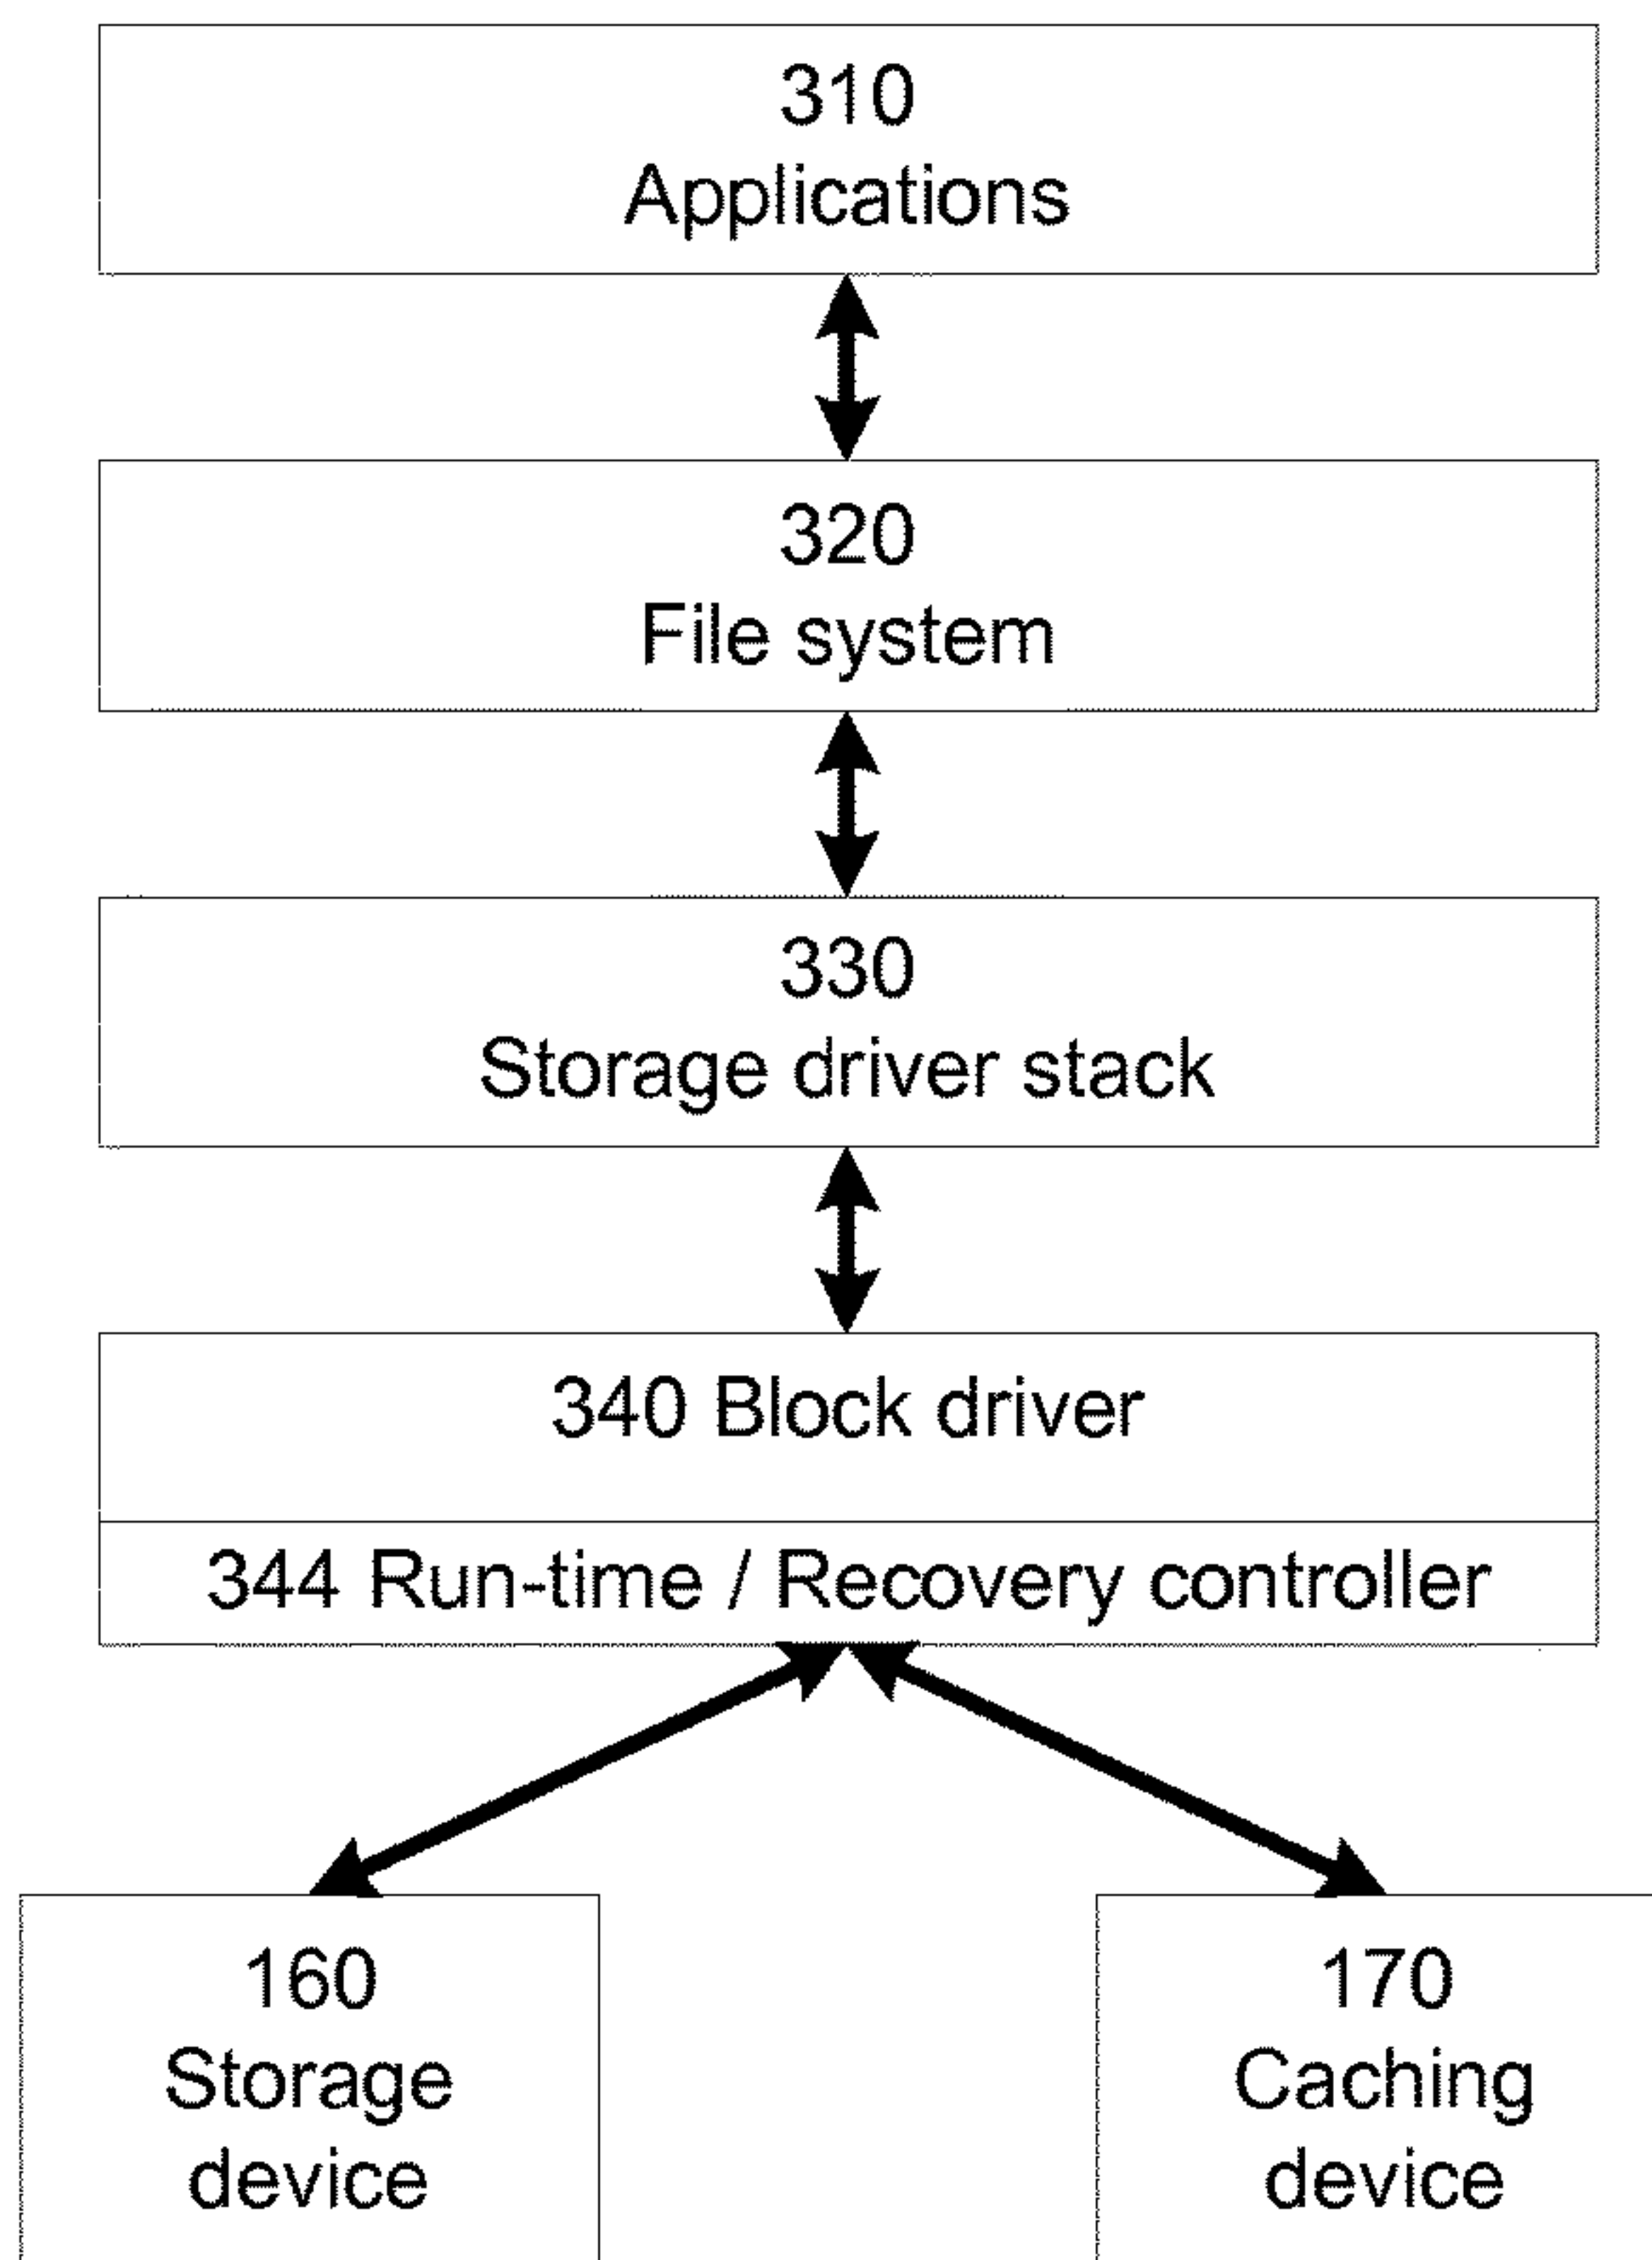 310
Applications
320
File system
330
Storage driver stack
340 Block driver
344 Run-time / Recovery controller
160
Storage
device
170
Caching
device